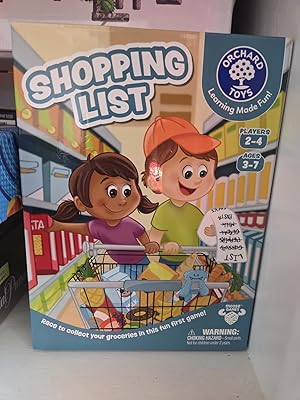 SHOPPING
LIST
ORCHARD
TOYS
Learning Made Fun!
PLAYERS
2-4
AGES
3-7
LIST
Race to collect your groceries in this fun first game!
WARNING:
CHOKING HAZARD - Small parts
Not for children under 3 years